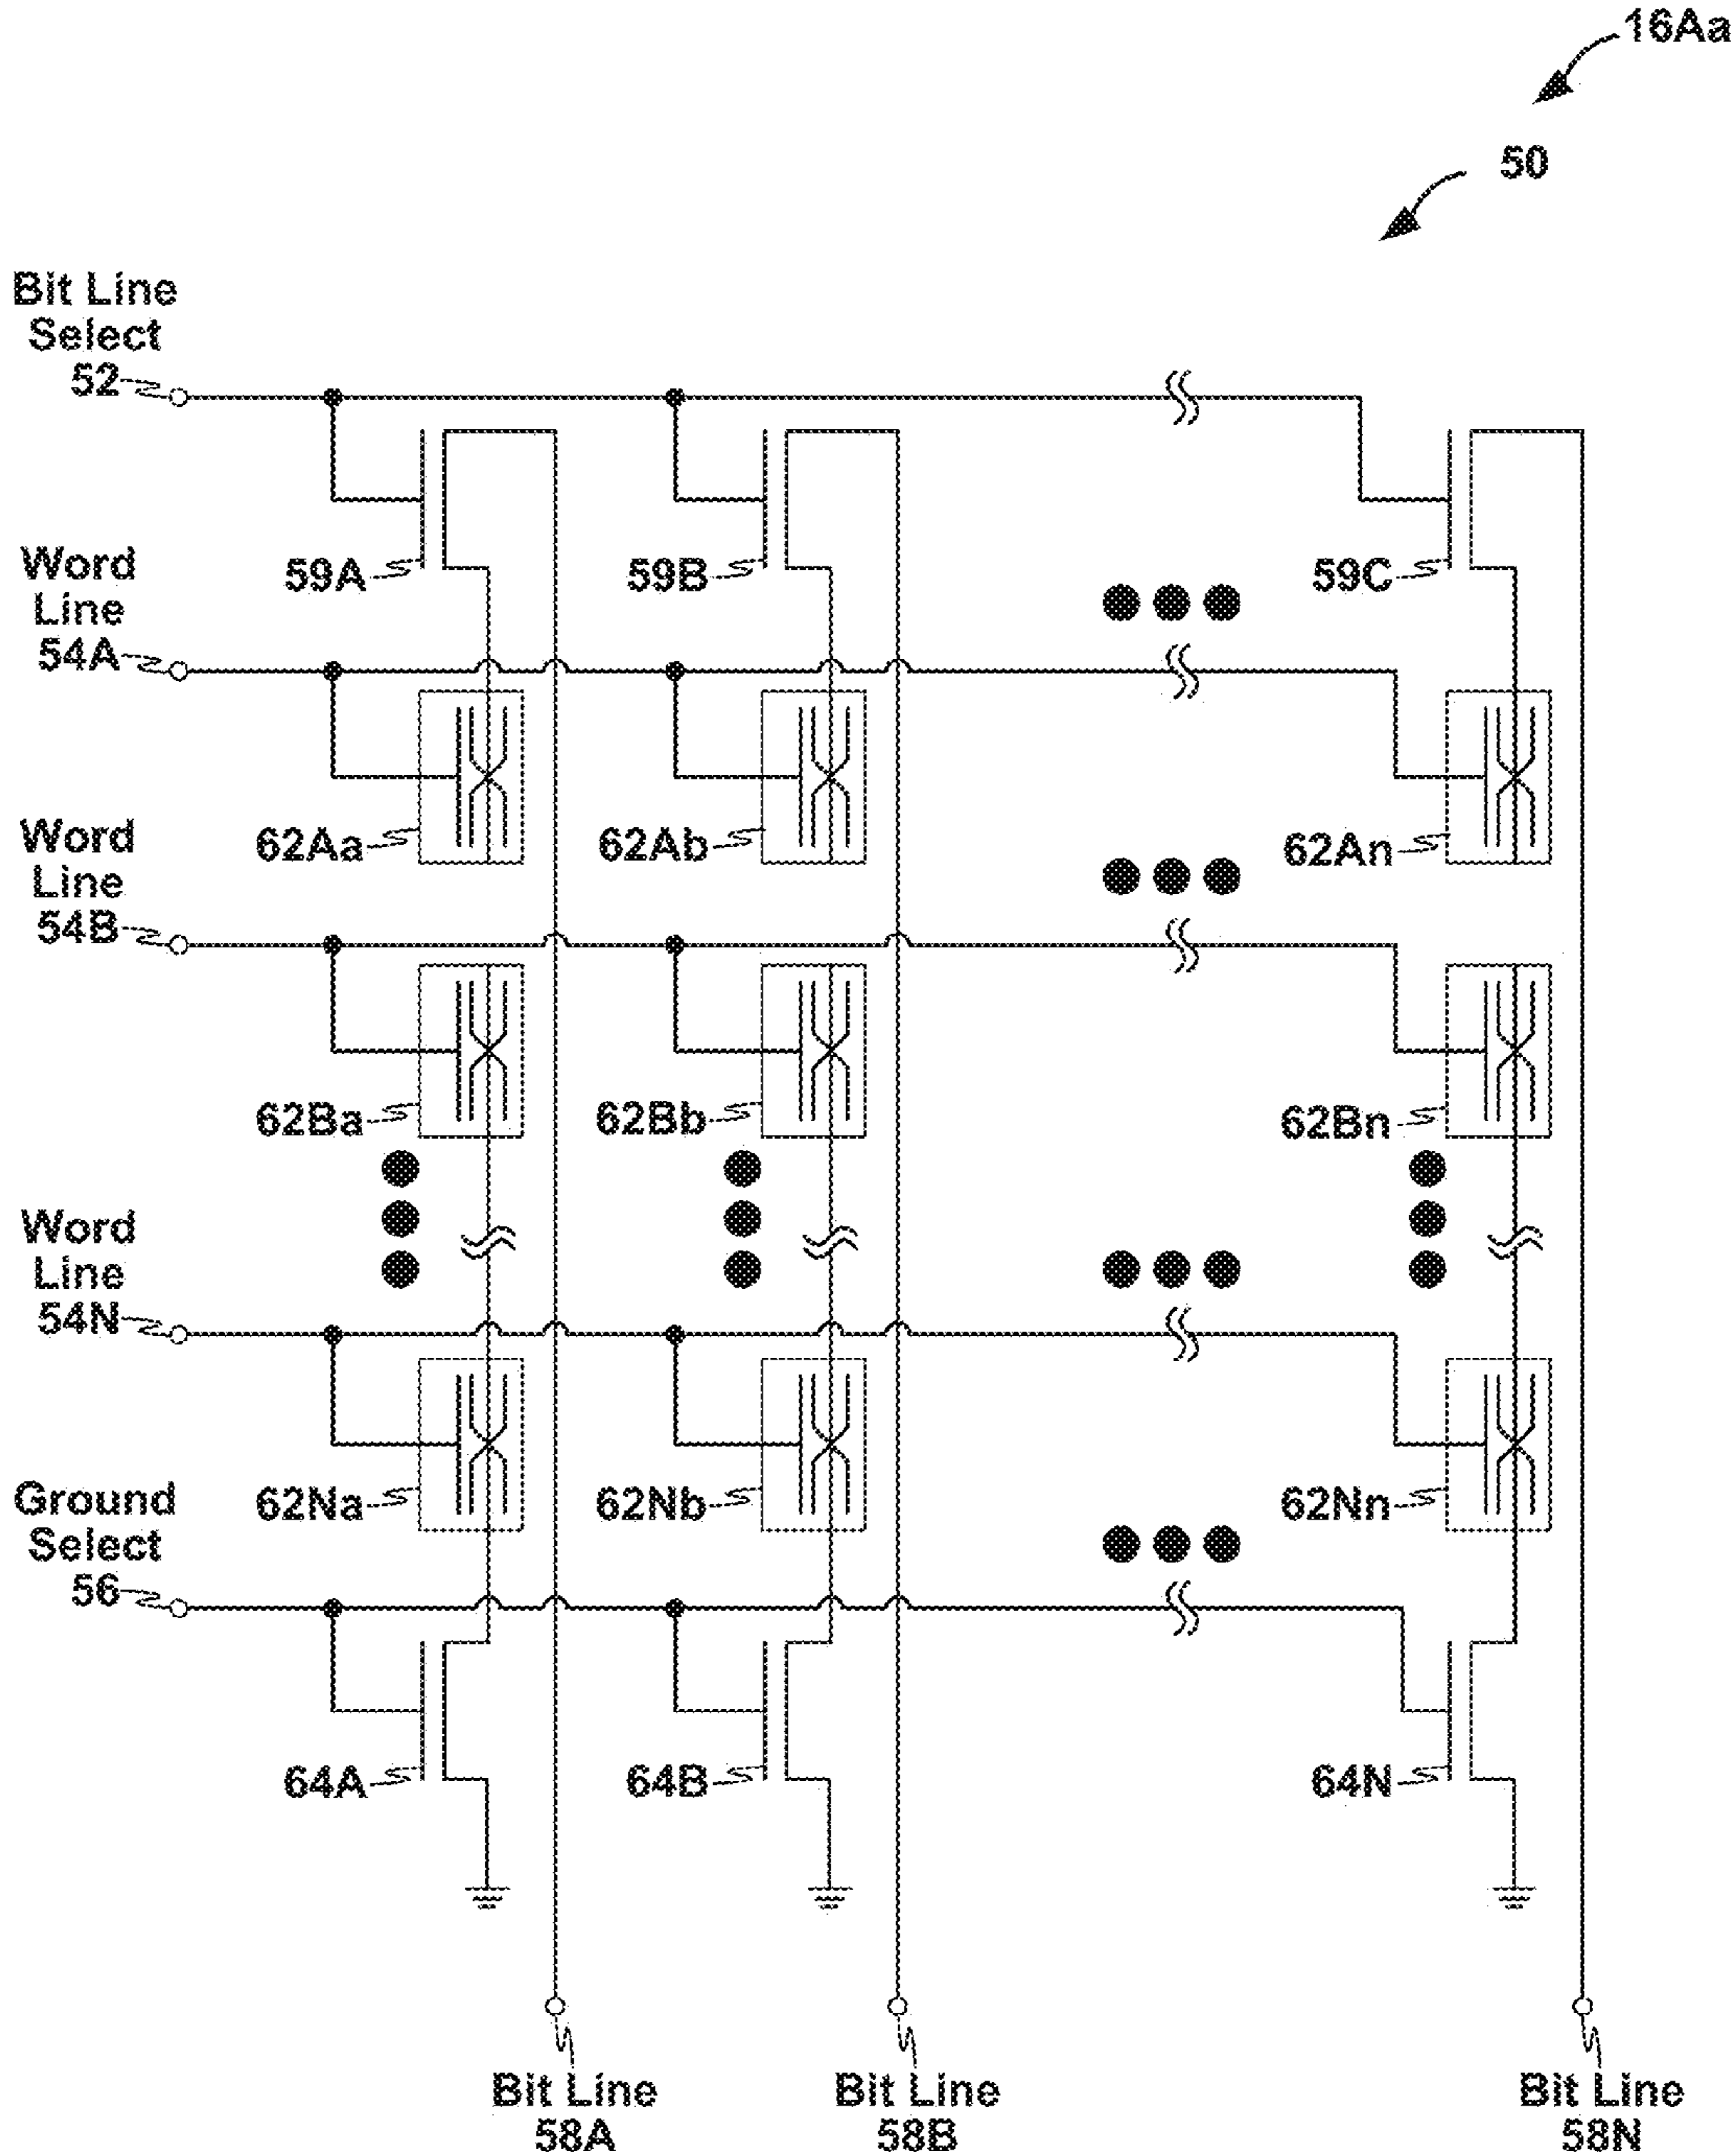 16Aa
50
Bit Line
Select
52
59A
59B
59C
Word
Line
54A
62Aa
62Ab
62An
Word
Line
54B
62Ba
62Bb
62Bn
Word
Line
54N
62Na
62Nb
62Nn
Ground
Select
56
64A
64B
64N
Bit Line
58A
Bit Line
58B
Bit Line
58N